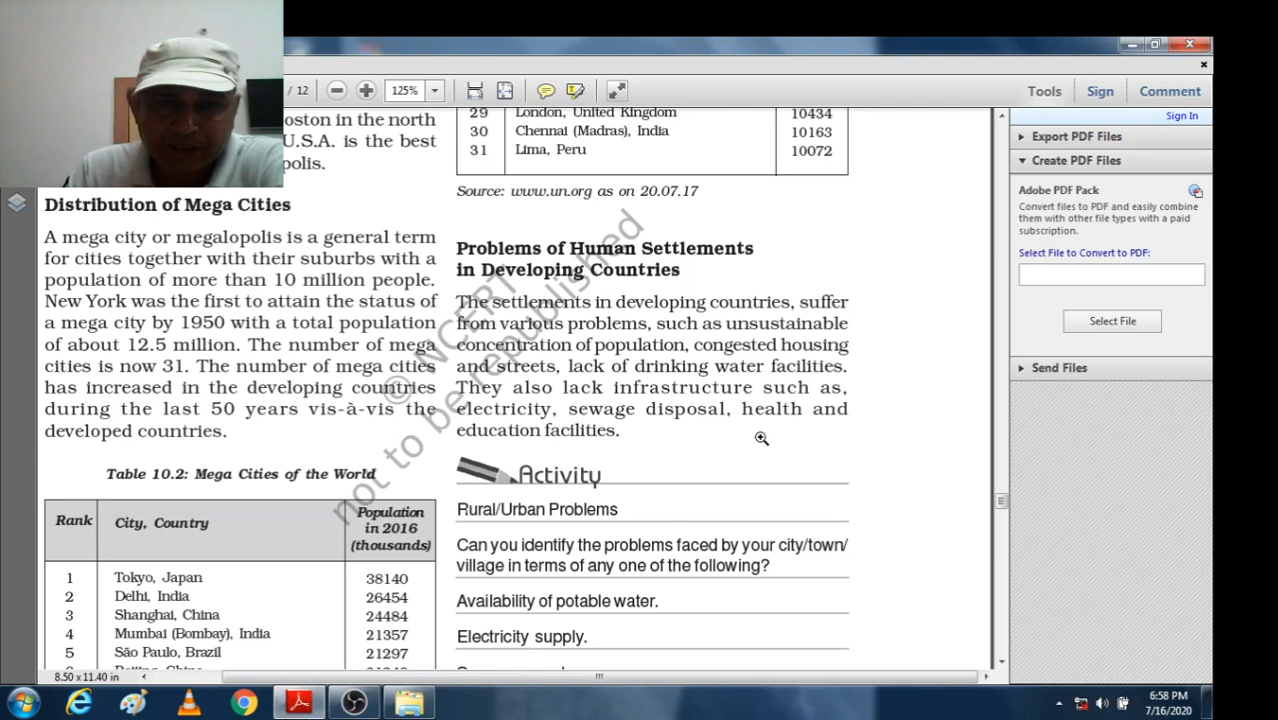 / 12
125%
Tools
Sign
Comment
Sign In
Export PDF Files
Create PDF Files
Adobe PDF Pack
Convert files to PDF and easily combine
them with other file types with a paid
subscription.
Select File to Convert to PDF:
Select File
Send Files
oston in the north
U.S.A. is the best
polis.
Distribution of Mega Cities
A mega city or megalopolis is a general term
for cities together with their suburbs with a
population of more than 10 million people.
New York was the first to attain the status of
a mega city by 1950 with a total population
of about 12.5 million. The number of mega
cities is now 31. The number of mega cities
has increased in the developing countries
during the last 50 years vis-à-vis the
developed countries.
Table 10.2: Mega Cities of the World
Rank City, Country Population
in 2016
(thousands)
1 Tokyo, Japan 38140
2 Delhi, India 26454
3 Shanghai, China 24484
4 Mumbai (Bombay), India 21357
5 São Paulo, Brazil 21297
29 London, United Kingdom 10434
30 Chennai (Madras), India 10163
31 Lima, Peru 10072
Source: www.un.org as on 20.07.17
Problems of Human Settlements
in Developing Countries
The settlements in developing countries, suffer
from various problems, such as unsustainable
concentration of population, congested housing
and streets, lack of drinking water facilities.
They also lack infrastructure such as,
electricity, sewage disposal, health and
education facilities.
Activity
Rural/Urban Problems
Can you identify the problems faced by your city/town/
village in terms of any one of the following?
Availability of potable water.
Electricity supply.
© NCERT
not to be republished
8.50 x 11.40 in
6:58 PM
7/16/2020